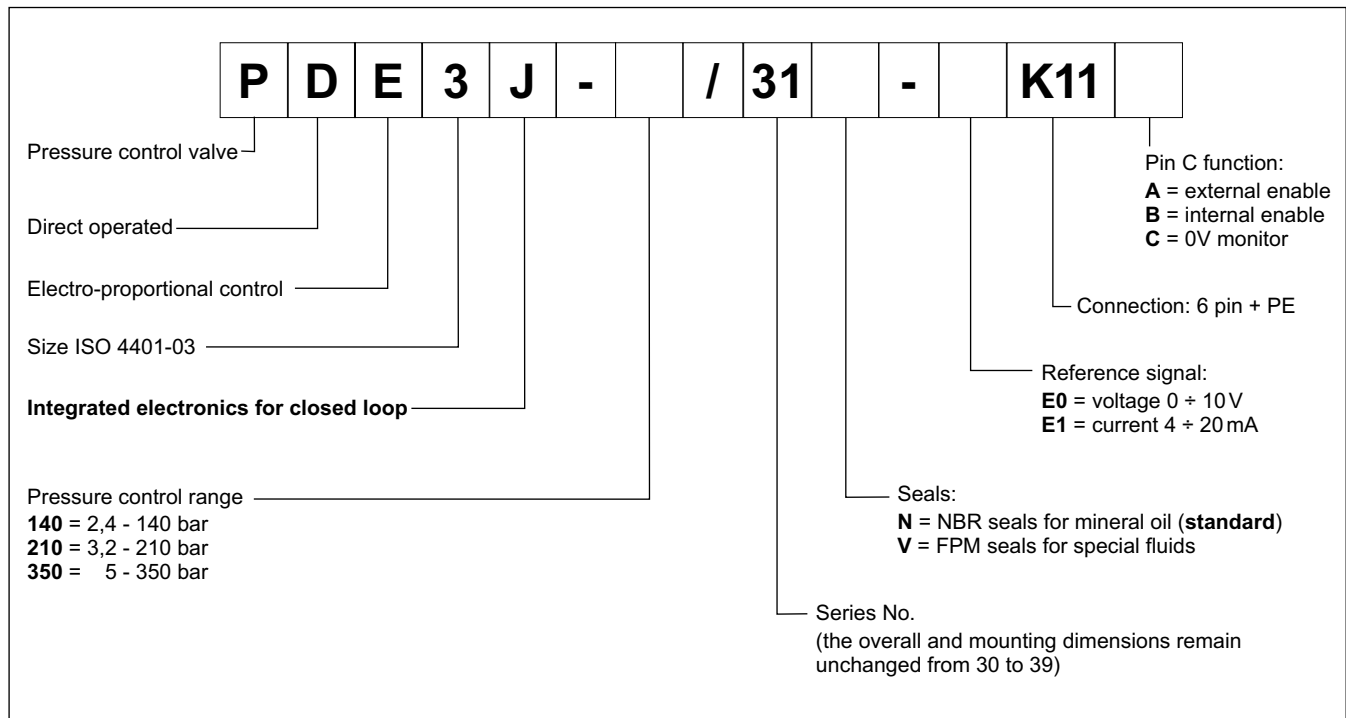 P D E 3 J - / 31 - K11
Pressure control valve
Direct operated
Electro-proportional control
Size ISO 4401-03
Integrated electronics for closed loop
Pressure control range
140 = 2,4 - 140 bar
210 = 3,2 - 210 bar
350 = 5 - 350 bar
Pin C function:
A = external enable
B = internal enable
C = 0V monitor
Connection: 6 pin + PE
Reference signal:
E0 = voltage 0 ÷ 10 V
E1 = current 4 ÷ 20 mA
Seals:
N = NBR seals for mineral oil (standard)
V = FPM seals for special fluids
Series No.
(the overall and mounting dimensions remain
unchanged from 30 to 39)